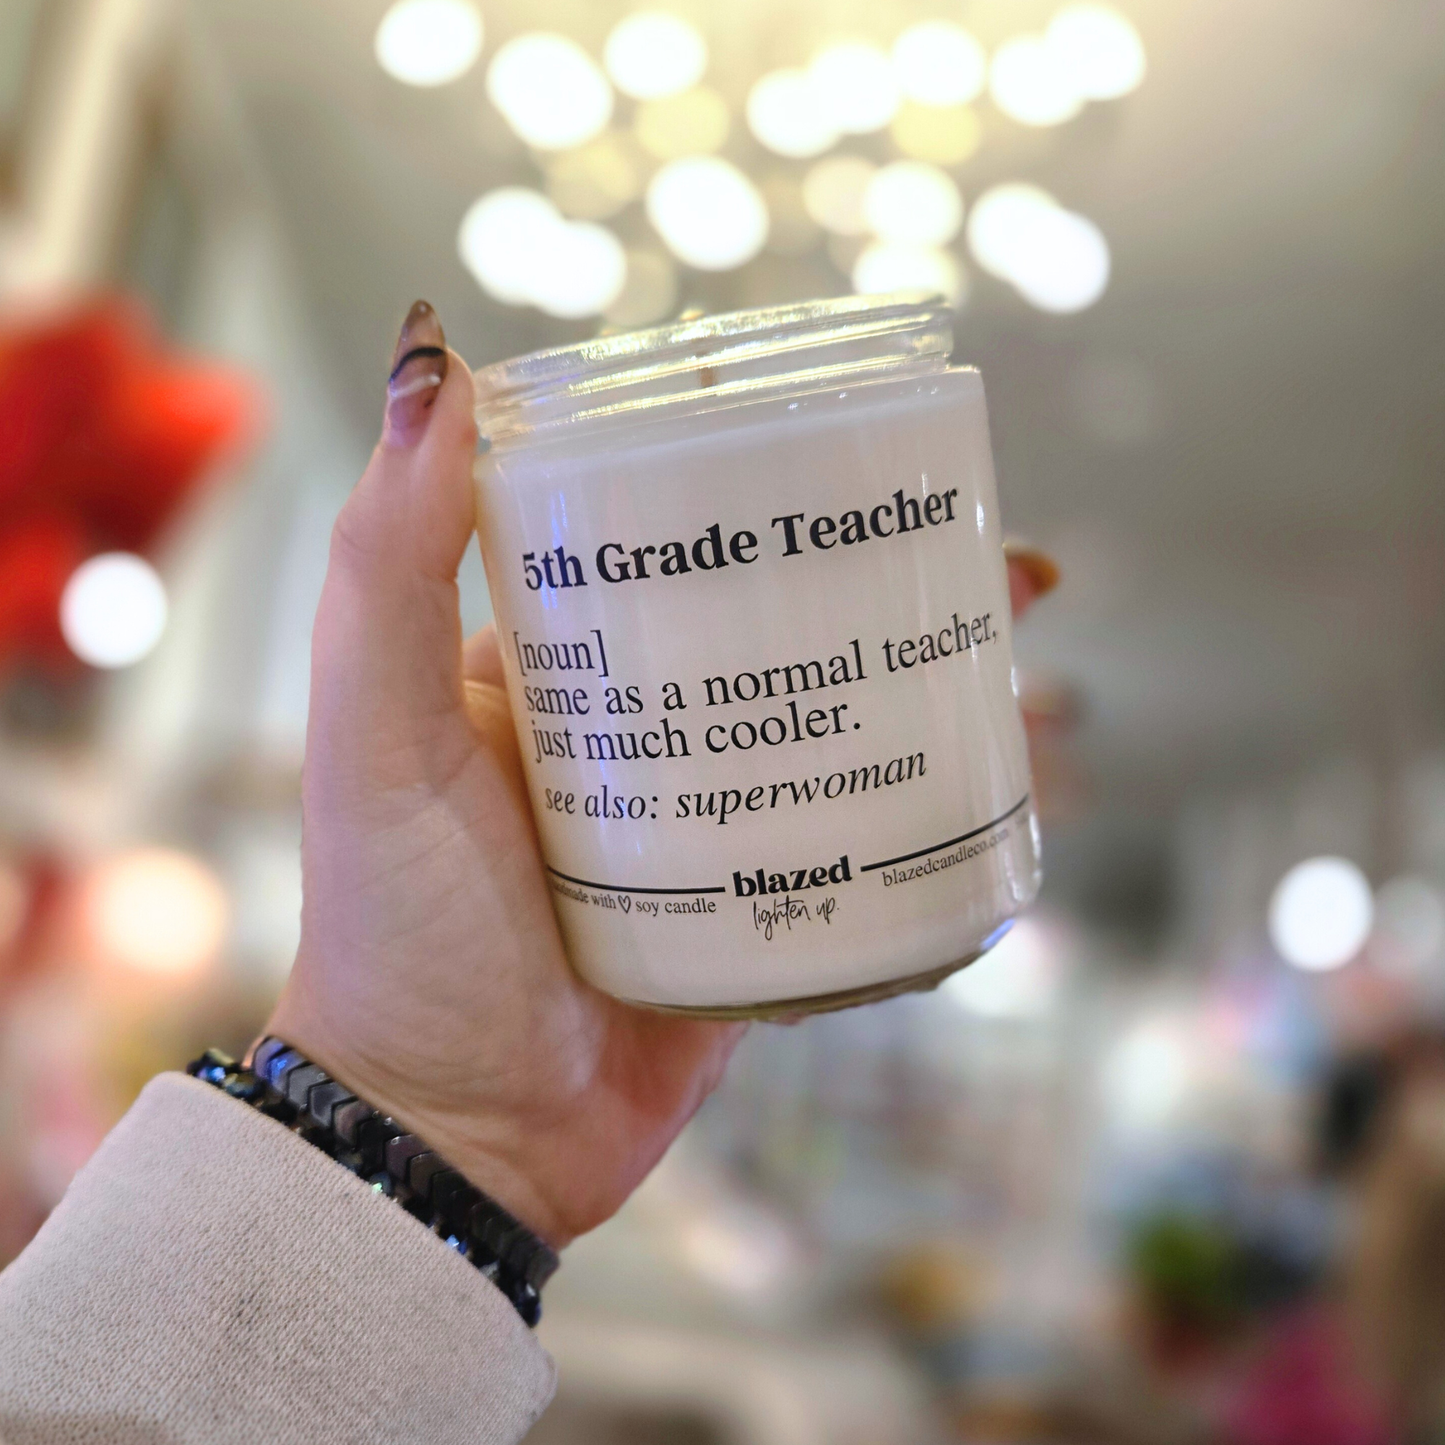 5th Grade Teacher
[noun]
same as a normal teacher,
just much cooler.
see also: superwoman
blazed
with ♡ soy candle
lighten up.
blazedcandleco.com